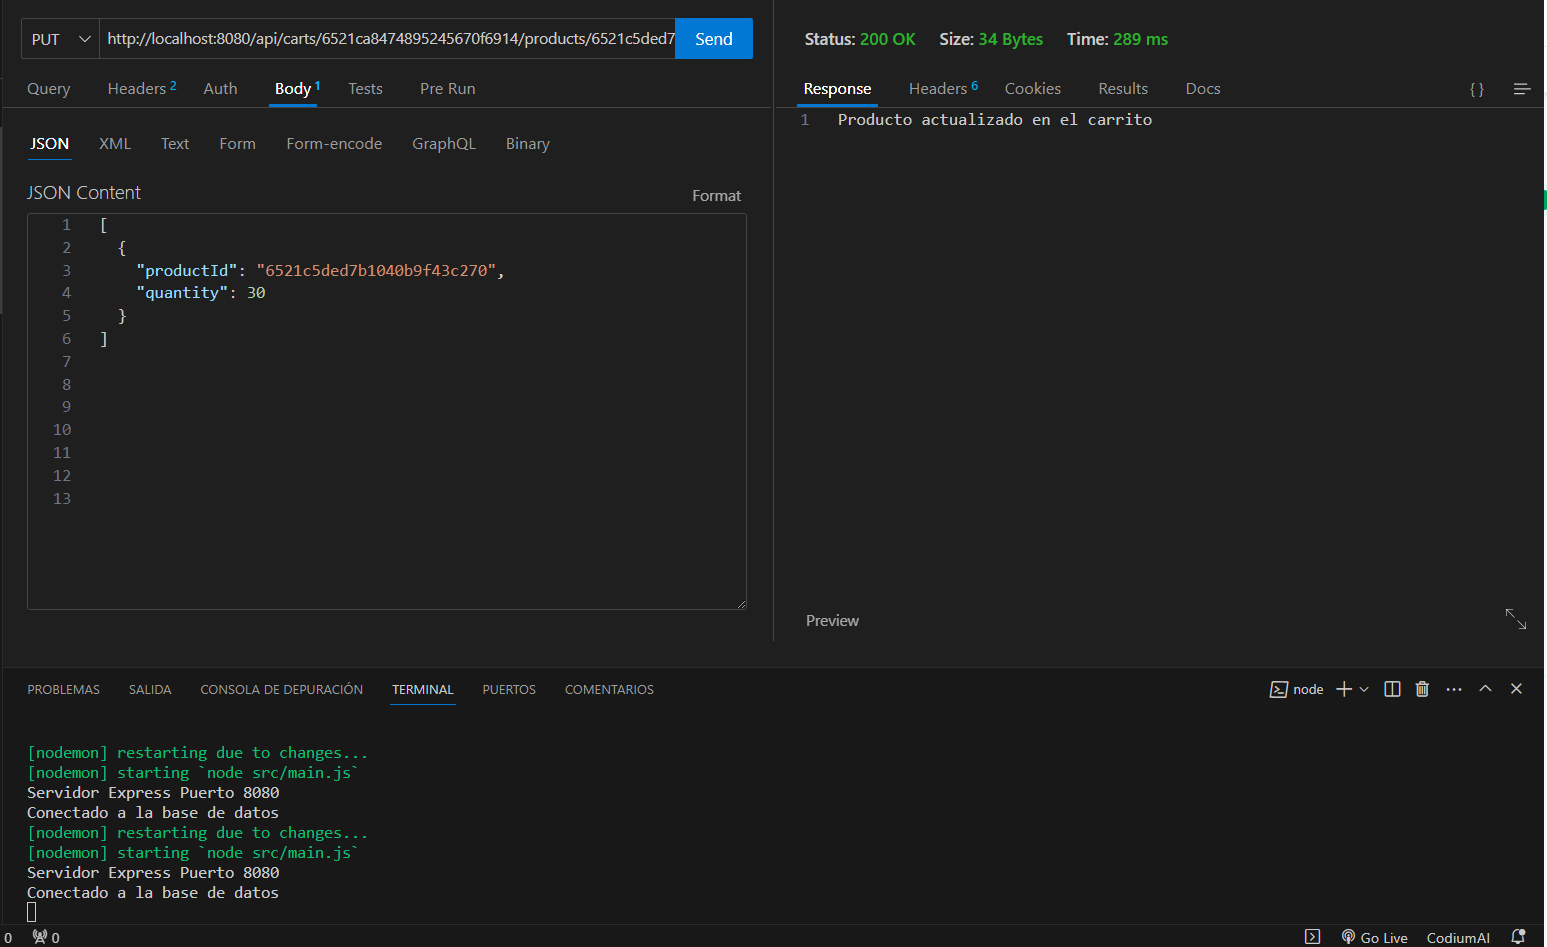 PUT
http://localhost:8080/api/carts/6521ca8474895245670f6914/products/6521c5ded7
Send
Query Headers 2 Auth Body 1 Tests Pre Run
JSON XML Text Form Form-encode GraphQL Binary
JSON Content
Format
1 [
2 {
3 "productId": "6521c5ded7b1040b9f43c270",
4 "quantity": 30
5 }
6 ]
7
8
9
10
11
12
13
Status: 200 OK Size: 34 Bytes Time: 289 ms
Response Headers 6 Cookies Results Docs { }
1 Producto actualizado en el carrito
Preview
PROBLEMAS SALIDA CONSOLA DE DEPURACIÓN TERMINAL PUERTOS COMENTARIOS
node
[nodemon] restarting due to changes...
[nodemon] starting `node src/main.js`
Servidor Express Puerto 8080
Conectado a la base de datos
[nodemon] restarting due to changes...
[nodemon] starting `node src/main.js`
Servidor Express Puerto 8080
Conectado a la base de datos
0 0 Go Live CodiumAI